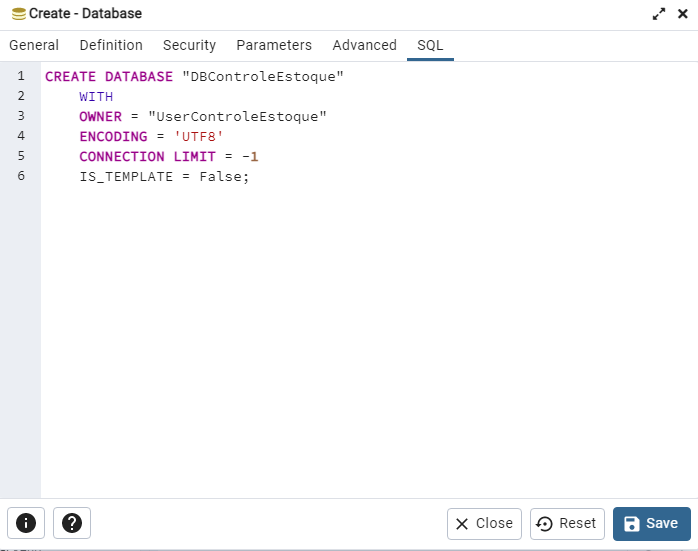 Create - Database
General Definition Security Parameters Advanced SQL
1 CREATE DATABASE "DBControleEstoque"
2 WITH
3 OWNER = "UserControleEstoque"
4 ENCODING = 'UTF8'
5 CONNECTION LIMIT = -1
6 IS_TEMPLATE = False;
Close Reset Save